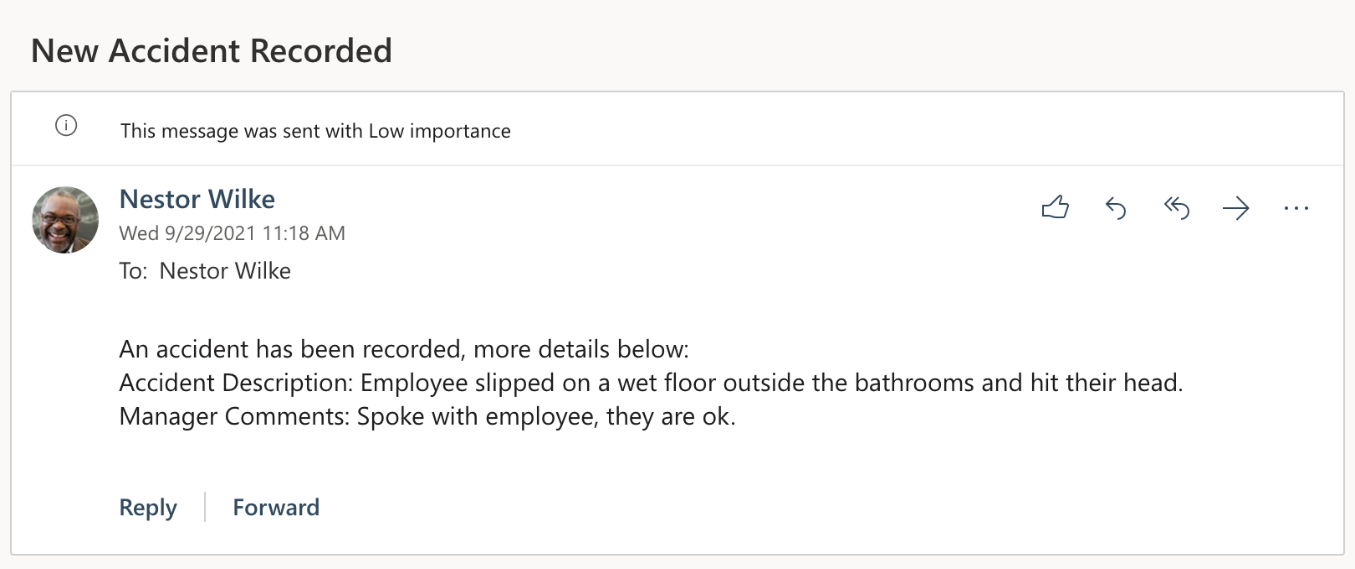 New Accident Recorded
This message was sent with Low importance
Nestor Wilke
Wed 9/29/2021 11:18 AM
To: Nestor Wilke
An accident has been recorded, more details below:
Accident Description: Employee slipped on a wet floor outside the bathrooms and hit their head.
Manager Comments: Spoke with employee, they are ok.
Reply
Forward